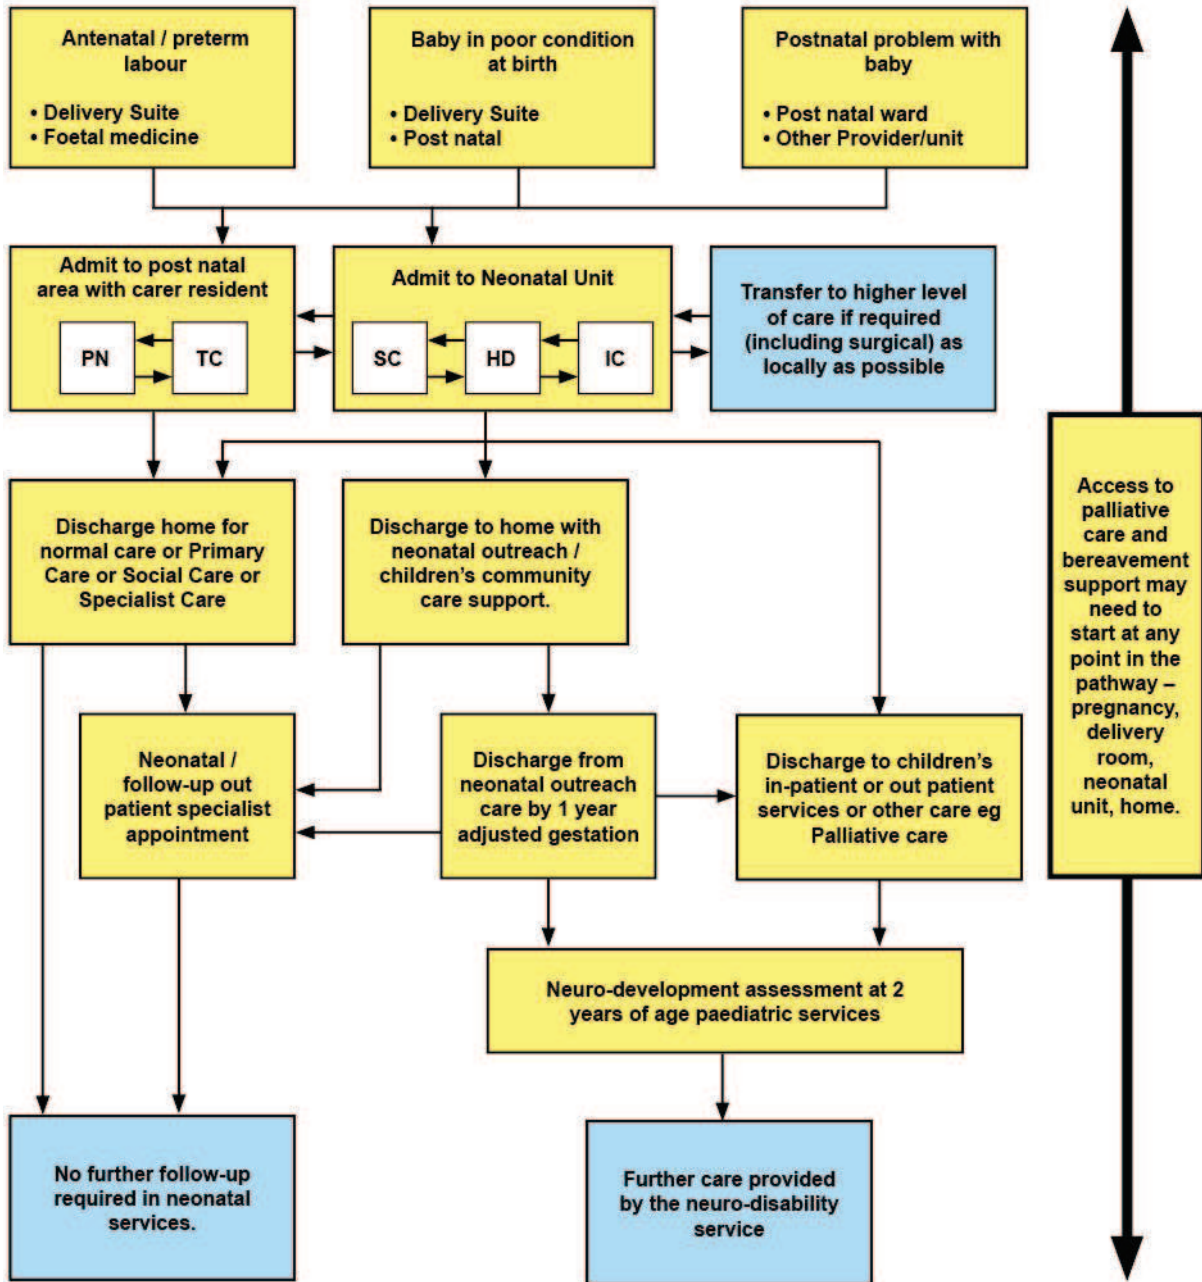 Antenatal / preterm
labour
• Delivery Suite
• Foetal medicine
Baby in poor condition
at birth
• Delivery Suite
• Post natal
Postnatal problem with
baby
• Post natal ward
• Other Provider/unit
Admit to post natal
area with carer resident
PN
TC
Admit to Neonatal Unit
SC
HD
IC
Transfer to higher level
of care if required
(including surgical) as
locally as possible
Discharge home for
normal care or Primary
Care or Social Care or
Specialist Care
Discharge to home with
neonatal outreach /
children’s community
care support.
Neonatal /
follow-up out
patient specialist
appointment
Discharge from
neonatal outreach
care by 1 year
adjusted gestation
Discharge to children’s
in-patient or out patient
services or other care eg
Palliative care
Neuro-development assessment at 2
years of age paediatric services
No further follow-up
required in neonatal
services.
Further care provided
by the neuro-disability
service
Access to
palliative
care and
bereavement
support may
need to
start at any
point in the
pathway –
pregnancy,
delivery
room,
neonatal
unit, home.